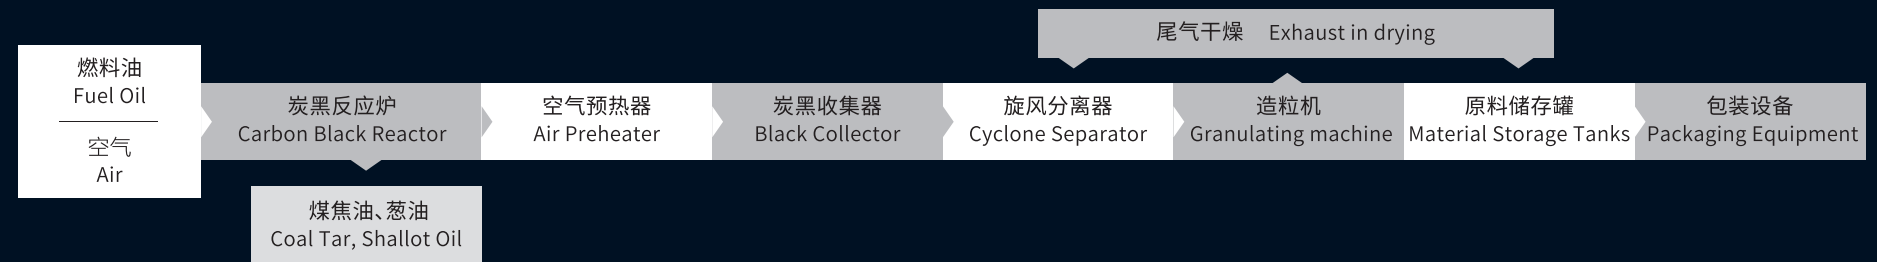 尾气干燥 Exhaust in drying
燃料油
Fuel Oil
空气
Air
炭黑反应炉
Carbon Black Reactor
空气预热器
Air Preheater
炭黑收集器
Black Collector
旋风分离器
Cyclone Separator
造粒机
Granulating machine
原料储存罐
Material Storage Tanks
包装设备
Packaging Equipment
煤焦油、葱油
Coal Tar, Shallot Oil